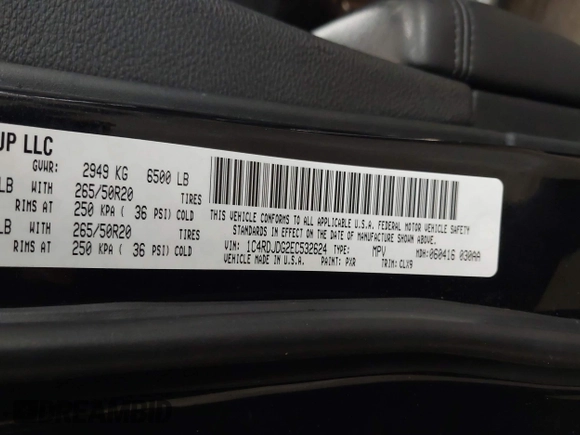 UP LLC
GVWR: 2949 KG 6500 LB
LB WITH 265/50R20 TIRES
RIMS AT 250 KPA ( 36 PSI) COLD
LB WITH 265/50R20 TIRES
RIMS AT 250 KPA ( 36 PSI) COLD
THIS VEHICLE CONFORMS TO ALL APPLICABLE U.S.A. FEDERAL MOTOR VEHICLE SAFETY
STANDARDS IN EFFECT ON THE DATE OF MANUFACTURE SHOWN ABOVE.
VIN: 1C4RDJDG2EC532624 TYPE: MPV MDH: 060416 030AA
VEHICLE MADE IN U.S.A. PAINT: PXR TRIM: CLX9
DREAMBID